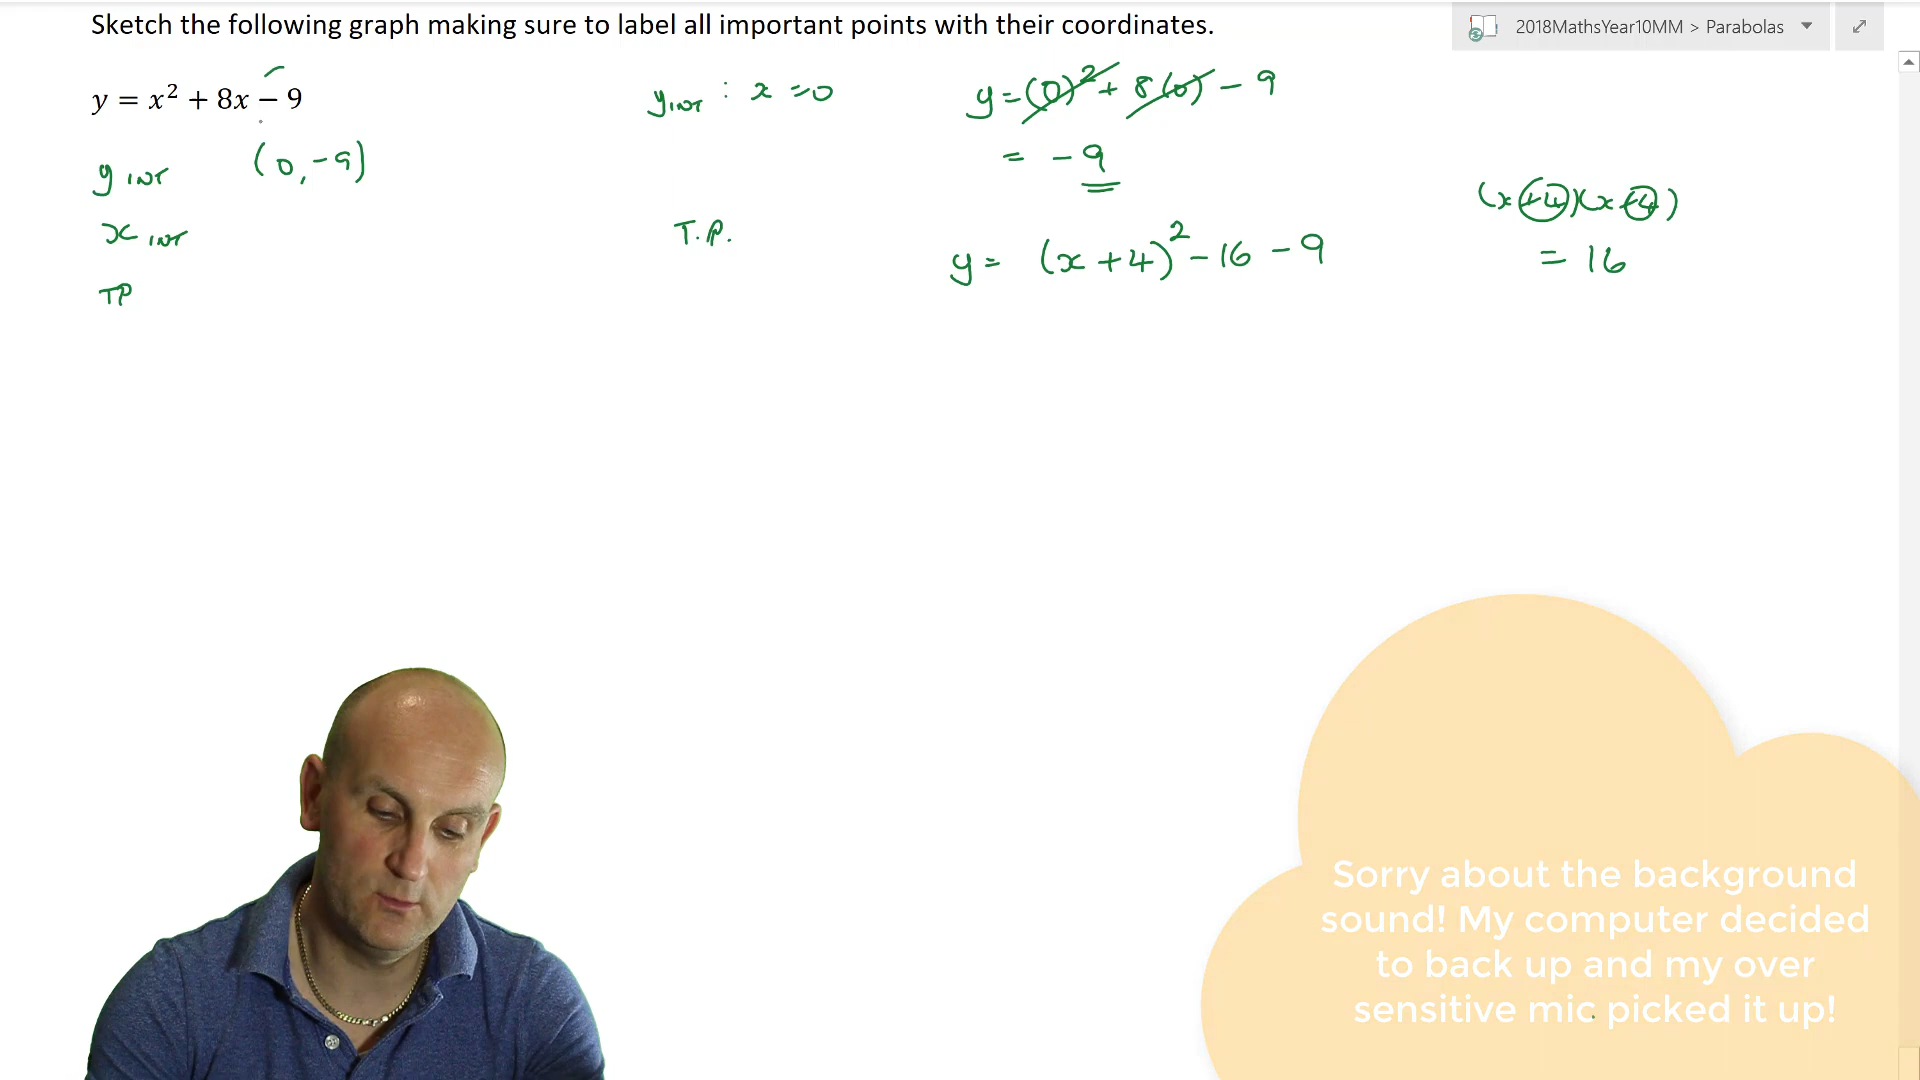 Sketch the following graph making sure to label all important points with their coordinates.
2018MathsYear10MM > Parabolas
y = x² + 8x − 9
y INT : x = 0
y = (0)² + 8(0) − 9
y INT (0, −9)
= −9
(x +4)(x +4)
x INT
T.P.
y = (x + 4)² − 16 − 9
= 16
TP
Sorry about the background
sound! My computer decided
to back up and my over
sensitive mic picked it up!